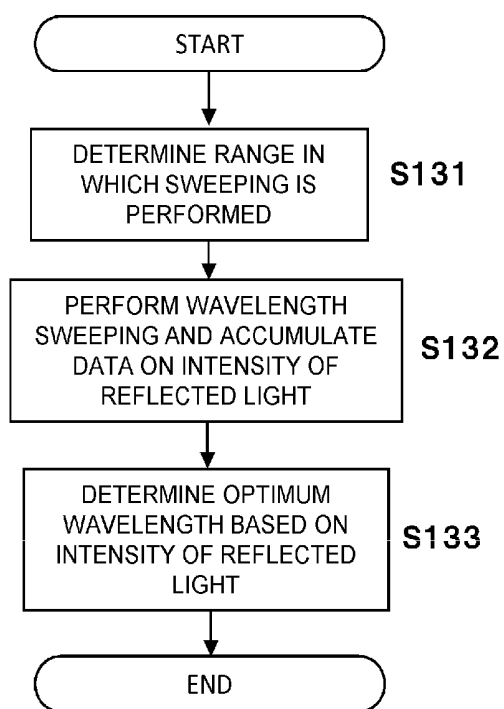 START
DETERMINE RANGE IN
WHICH SWEEPING IS
PERFORMED
S131
PERFORM WAVELENGTH
SWEEPING AND ACCUMULATE
DATA ON INTENSITY OF
REFLECTED LIGHT
S132
DETERMINE OPTIMUM
WAVELENGTH BASED ON
INTENSITY OF REFLECTED
LIGHT
S133
END